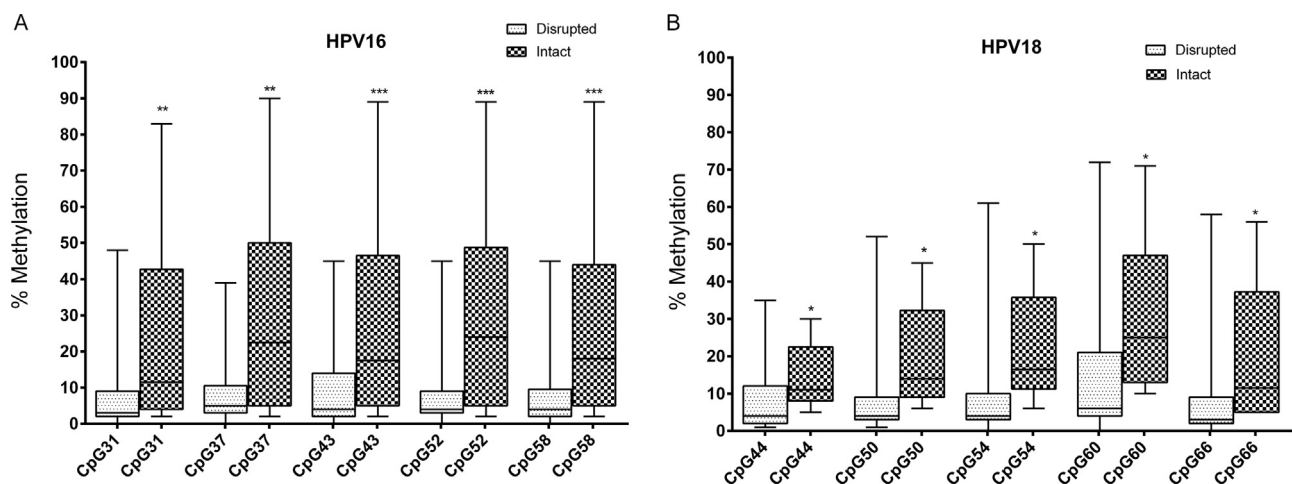 A
HPV16
Disrupted
Intact
% Methylation
100
90
80
70
60
50
40
30
20
10
0
** ** *** *** ***
CpG31 CpG31 CpG37 CpG37 CpG43 CpG43 CpG52 CpG52 CpG58 CpG58
B
HPV18
Disrupted
Intact
% Methylation
100
90
80
70
60
50
40
30
20
10
0
* * * * *
CpG44 CpG44 CpG50 CpG50 CpG54 CpG54 CpG60 CpG60 CpG66 CpG66